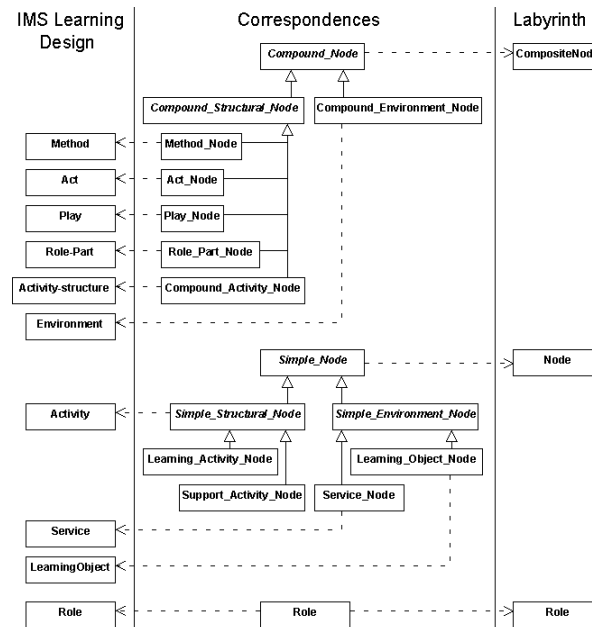 IMS Learning Design
Correspondences
Labyrinth
Compound_Node
CompositeNod
Compound_Structural_Node
Compound_Environment_Node
Method
Method_Node
Act
Act_Node
Play
Play_Node
Role-Part
Role_Part_Node
Activity-structure
Compound_Activity_Node
Environment
Simple_Node
Node
Activity
Simple_Structural_Node
Simple_Environment_Node
Learning_Activity_Node
Learning_Object_Node
Support_Activity_Node
Service_Node
Service
LearningObject
Role
Role
Role